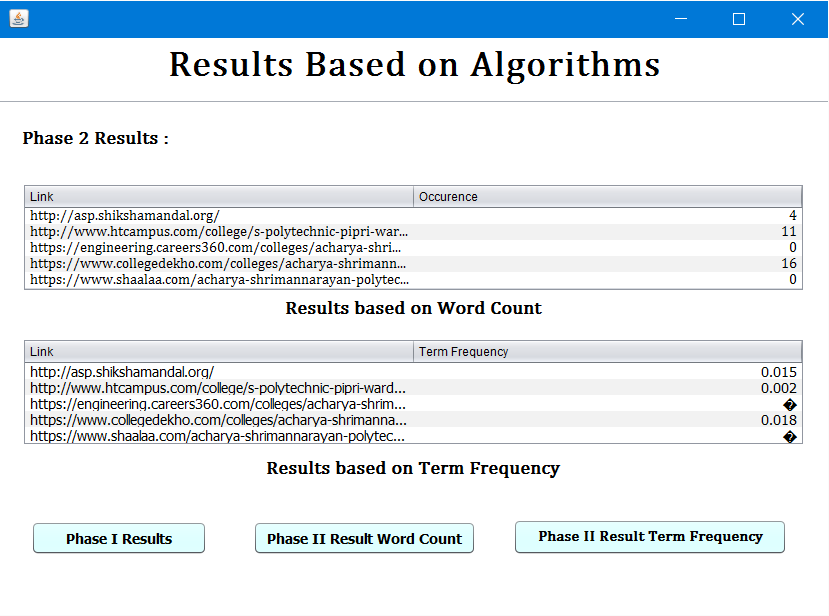 Results Based on Algorithms
Phase 2 Results :
Link Occurence
http://asp.shikshamandal.org/ 4
http://www.htcampus.com/college/s-polytechnic-pipri-war... 11
https://engineering.careers360.com/colleges/acharya-shri... 0
https://www.collegedekho.com/colleges/acharya-shrimann... 16
https://www.shaalaa.com/acharya-shrimannarayan-polytec... 0
Results based on Word Count
Link Term Frequency
http://asp.shikshamandal.org/ 0.015
http://www.htcampus.com/college/s-polytechnic-pipri-ward... 0.002
https://engineering.careers360.com/colleges/acharya-shrim... �
https://www.collegedekho.com/colleges/acharya-shrimanna... 0.018
https://www.shaalaa.com/acharya-shrimannarayan-polytec... �
Results based on Term Frequency
Phase I Results Phase II Result Word Count Phase II Result Term Frequency